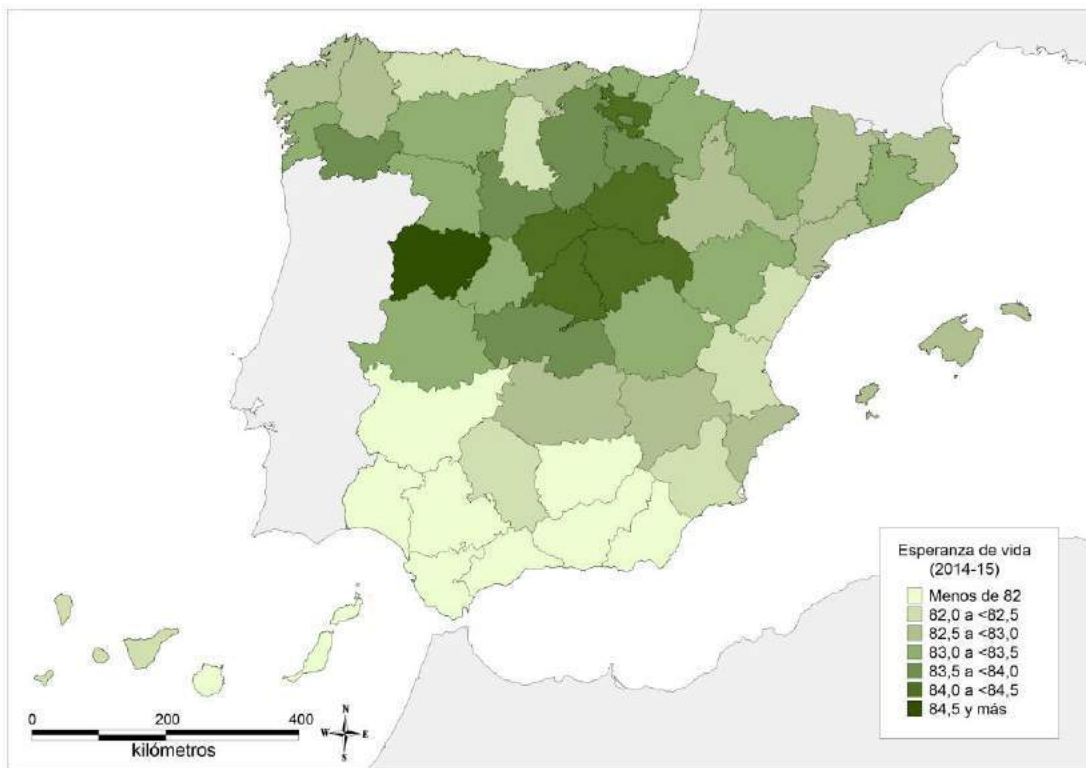 Esperanza de vida
(2014-15)
Menos de 82
82,0 a <82,5
82,5 a <83,0
83,0 a <83,5
83,5 a <84,0
84,0 a <84,5
84,5 y más
0 200 400
kilómetros
N
W E
S